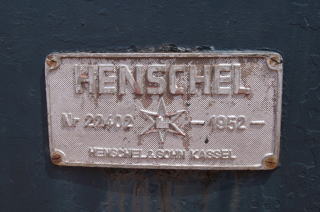 HENSCHEL
Nr 22402 — 1952 —
HENSCHEL & SOHN KASSEL